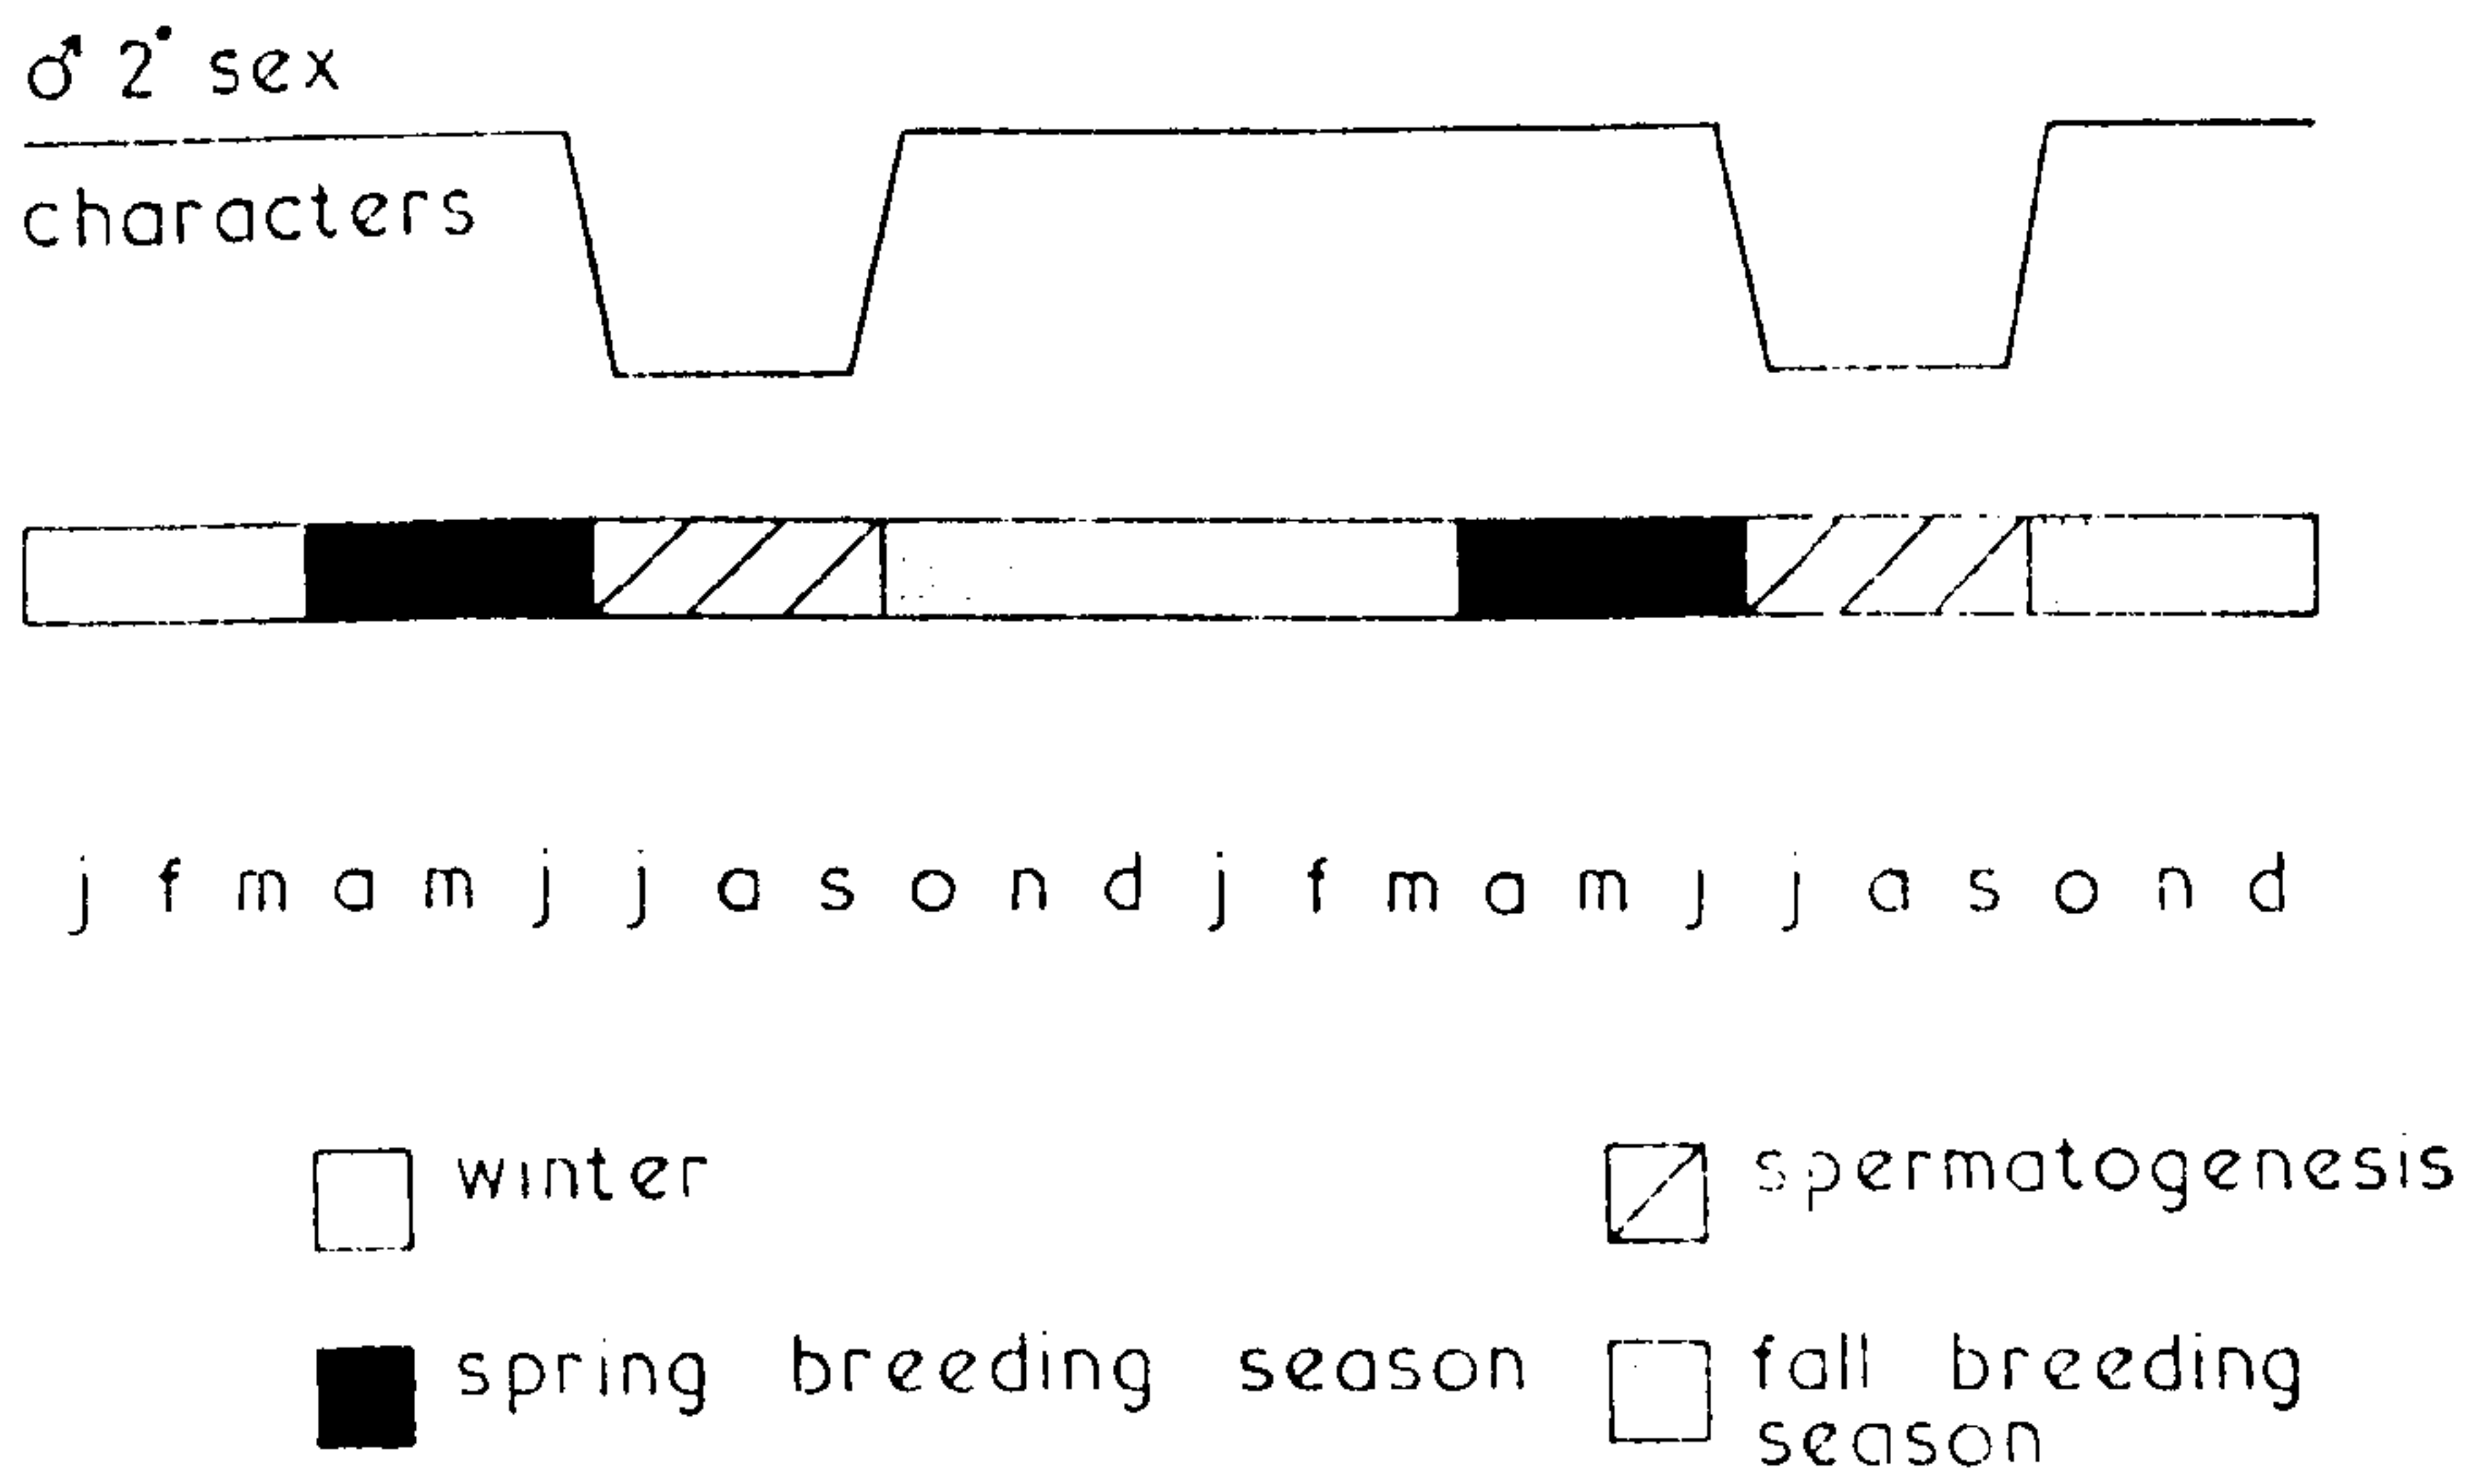 ♂ 2° sex
characters
j f m a m j j a s o n d j f m a m j j a s o n d
winter
spermatogenesis
spring breeding season
fall breeding
season